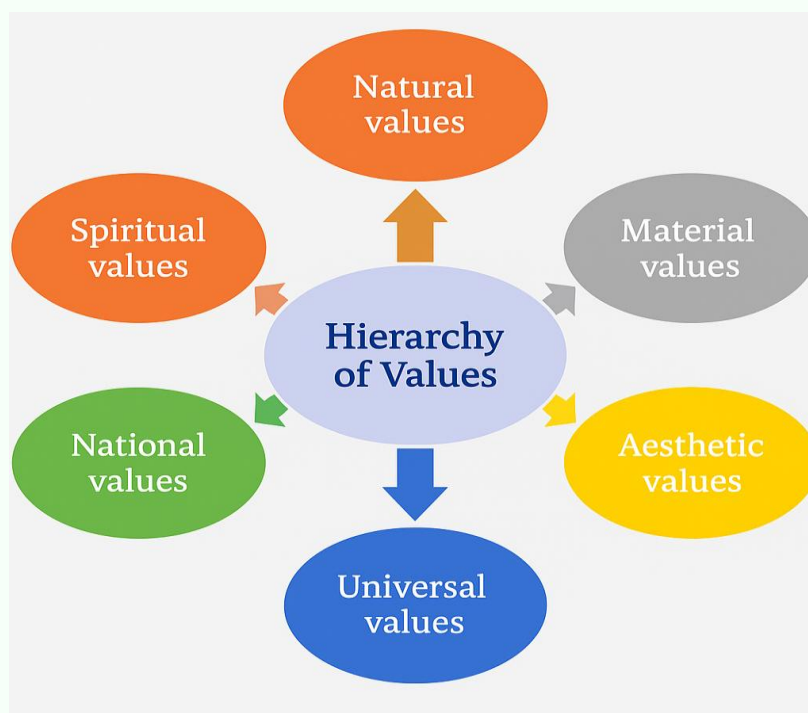 Natural
values
Spiritual
values
Material
values
Hierarchy
of Values
National
values
Aesthetic
values
Universal
values